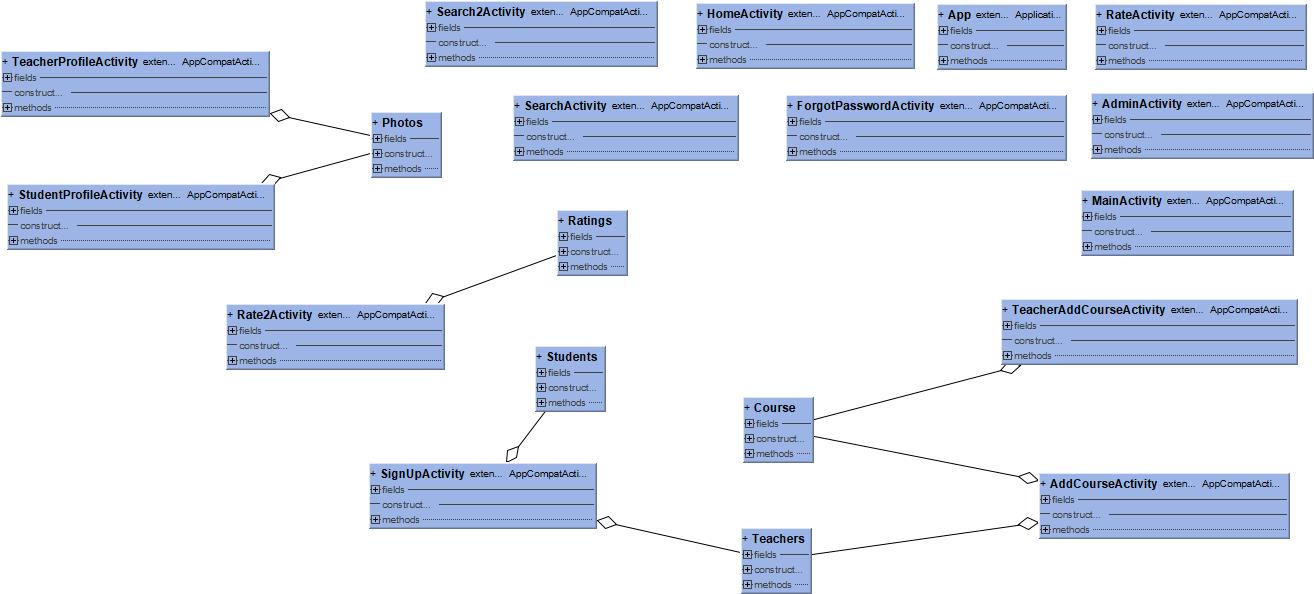 + Search2Activity exten... AppCompatActi...
fields
construct...
methods
+ HomeActivity exten... AppCompatActi...
fields
construct...
methods
+ App exten... Applicati...
fields
construct...
methods
+ RateActivity exten... AppCompatActi...
fields
construct...
methods
+ TeacherProfileActivity exten... AppCompatActi...
fields
construct...
methods
+ Photos
fields
construct...
methods
+ SearchActivity exten... AppCompatActi...
fields
construct...
methods
+ ForgotPasswordActivity exten... AppCompatActi...
fields
construct...
methods
+ AdminActivity exten... AppCompatActi...
fields
construct...
methods
+ StudentProfileActivity exten... AppCompatActi...
fields
construct...
methods
+ MainActivity exten... AppCompatActi...
fields
construct...
methods
+ Ratings
fields
construct...
methods
+ Rate2Activity exten... AppCompatActi...
fields
construct...
methods
+ TeacherAddCourseActivity exten... AppCompatActi...
fields
construct...
methods
+ Students
fields
construct...
methods
+ Course
fields
construct...
methods
+ SignUpActivity exten... AppCompatActi...
fields
construct...
methods
+ AddCourseActivity exten... AppCompatActi...
fields
construct...
methods
+ Teachers
fields
construct...
methods